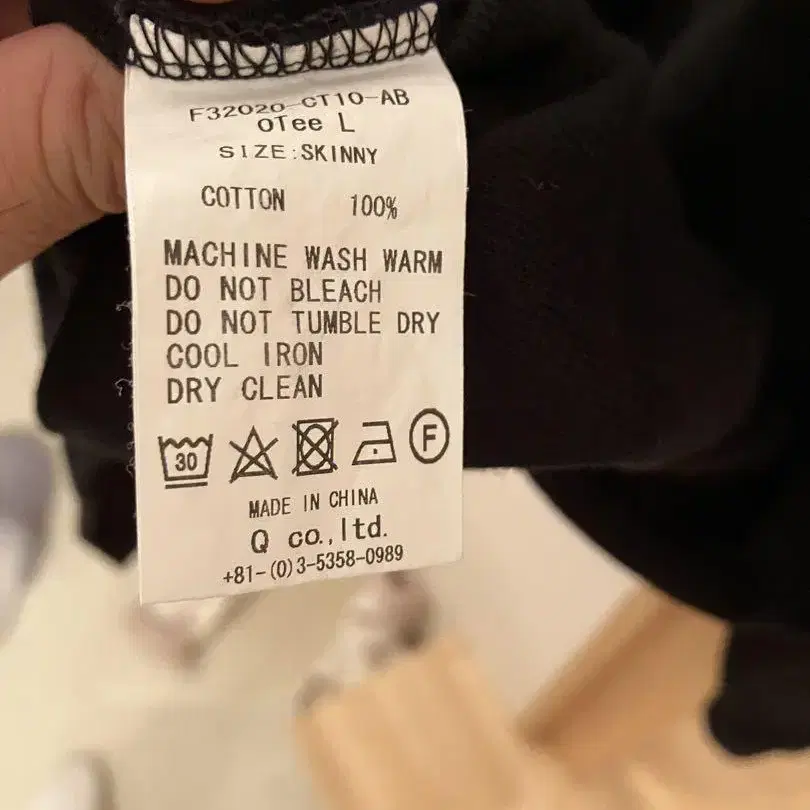 F32020-CT10-AB
oTee L
SIZE:SKINNY
COTTON 100%
MACHINE WASH WARM
DO NOT BLEACH
DO NOT TUMBLE DRY
COOL IRON
DRY CLEAN
30 F
MADE IN CHINA
Q co.,ltd.
+81-(0)3-5358-0989